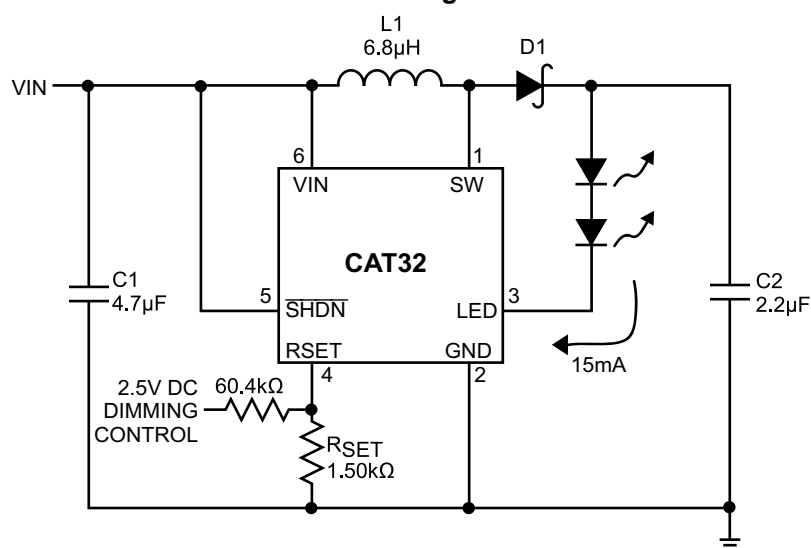 L1
6.8µH
D1
VIN
6
1
VIN
SW
CAT32
C1
4.7µF
5
SHDN
LED
3
C2
2.2µF
RSET
GND
4
2
15mA
2.5V DC
DIMMING
CONTROL
60.4kΩ
RSET
1.50kΩ